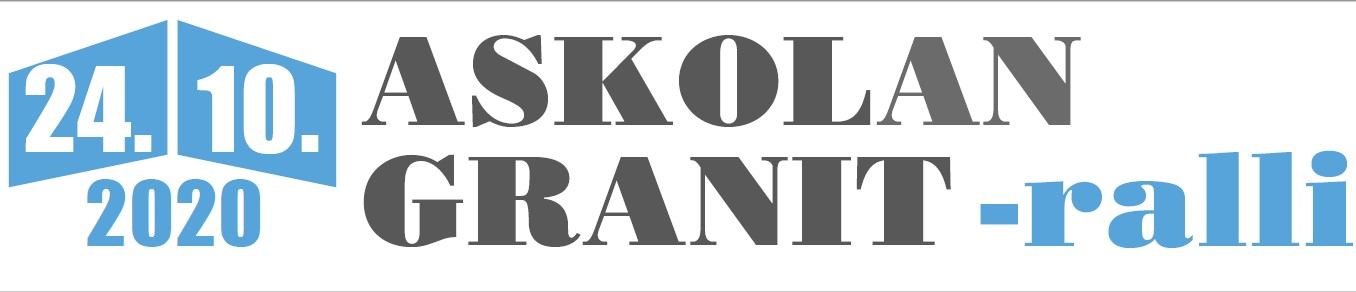 24. 10.
2020
ASKOLAN
GRANIT -ralli